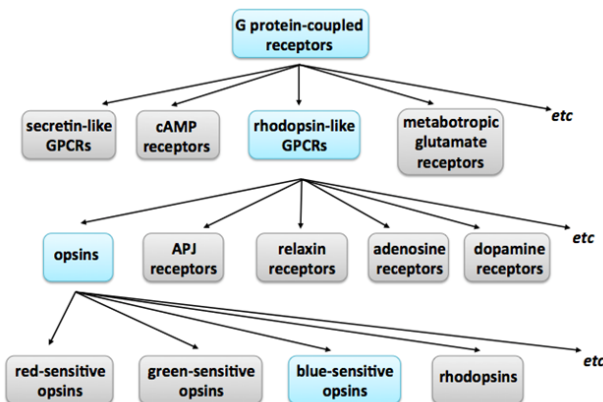 G protein-coupled
receptors
secretin-like
GPCRs
cAMP
receptors
rhodopsin-like
GPCRs
metabotropic
glutamate
receptors
etc
opsins
APJ
receptors
relaxin
receptors
adenosine
receptors
dopamine
receptors
etc
red-sensitive
opsins
green-sensitive
opsins
blue-sensitive
opsins
rhodopsins
etc